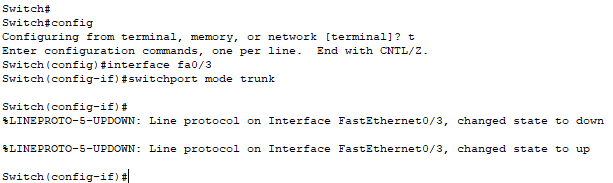 Switch#
Switch#config
Configuring from terminal, memory, or network [terminal]? t
Enter configuration commands, one per line.  End with CNTL/Z.
Switch(config)#interface fa0/3
Switch(config-if)#switchport mode trunk
Switch(config-if)#
%LINEPROTO-5-UPDOWN: Line protocol on Interface FastEthernet0/3, changed state to down
%LINEPROTO-5-UPDOWN: Line protocol on Interface FastEthernet0/3, changed state to up
Switch(config-if)#